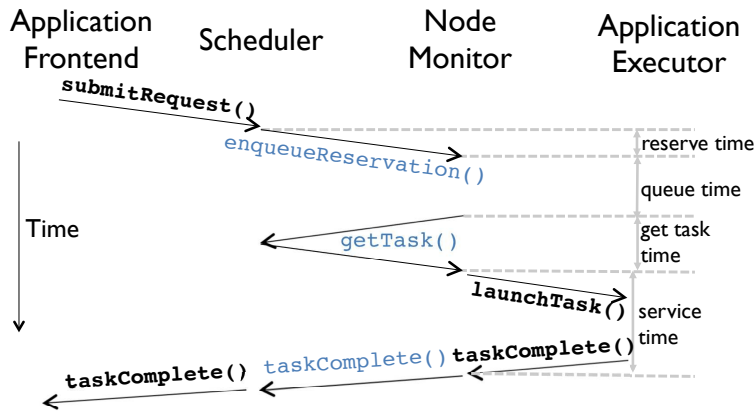 Application
Frontend
Scheduler
Node
Monitor
Application
Executor
submitRequest()
enqueueReservation()
reserve time
queue time
Time
getTask()
get task
time
launchTask()
service
time
taskComplete()
taskComplete()
taskComplete()